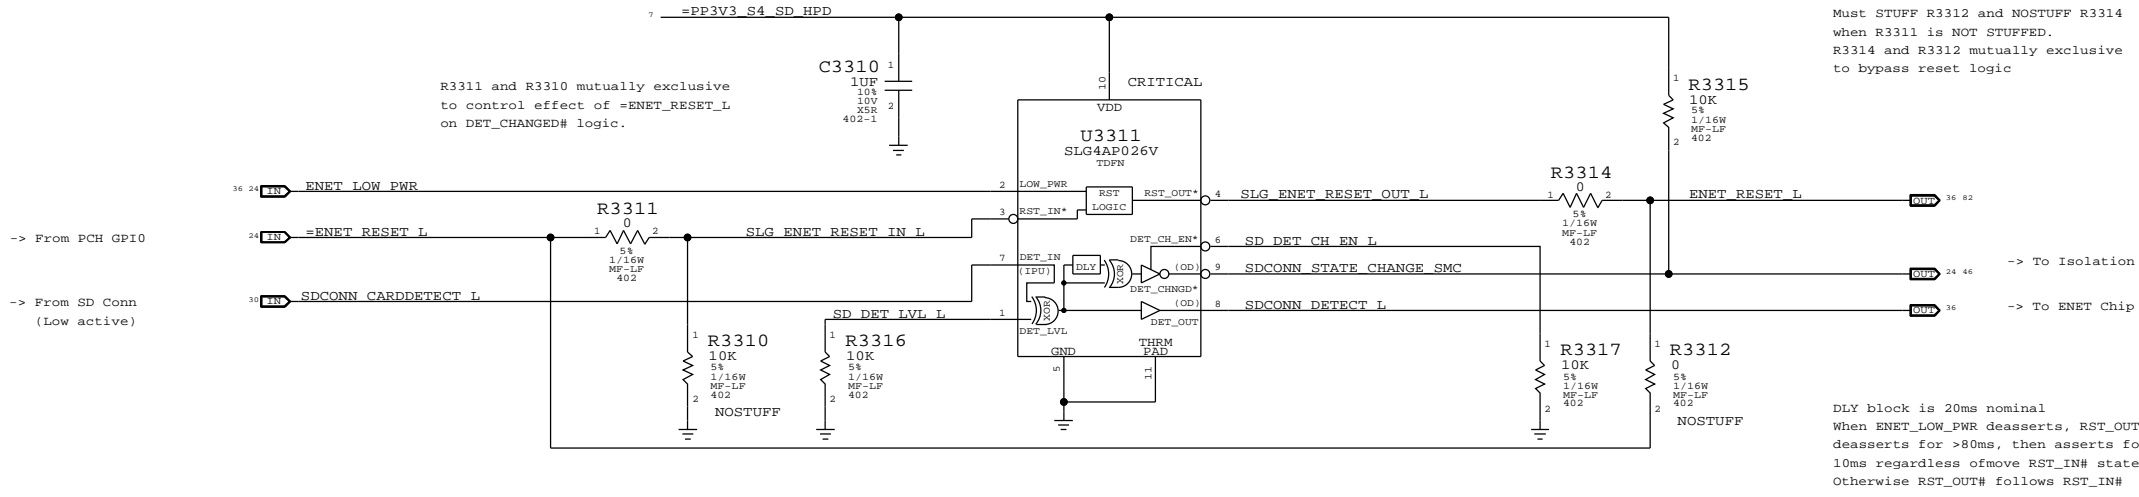 7 =PP3V3_S4_SD_HPD
Must STUFF R3312 and NOSTUFF R3314
when R3311 is NOT STUFFED.
R3314 and R3312 mutually exclusive
to bypass reset logic
R3311 and R3310 mutually exclusive
to control effect of =ENET_RESET_L
on DET_CHANGED# logic.
C3310
1
1UF
10%
10V
X5R
402-1
2
10
CRITICAL
VDD
U3311
SLG4AP026V
TDFN
1
R3315
10K
5%
1/16W
MF-LF
402
2
36 24 IN ENET_LOW_PWR
2 LOW_PWR
RST
LOGIC
RST_OUT*
4 SLG_ENET_RESET_OUT_L
R3314
1 0 2
5%
1/16W
MF-LF
402
ENET_RESET_L
OUT 36 82
3 RST_IN*
-> From PCH GPI0
24 IN =ENET_RESET_L
R3311
1 0 2
5%
1/16W
MF-LF
402
SLG_ENET_RESET_IN_L
DET_CH_EN*
6 SD_DET_CH_EN_L
7 DET_IN
(IPU)
DLY
XOR
(OD)
9 SDCONN_STATE_CHANGE_SMC
OUT 24 46
-> To Isolation
DET_CHNGD*
-> From SD Conn
(Low active)
30 IN SDCONN_CARDDETECT_L
XOR
(OD)
8 SDCONN_DETECT_L
OUT 36
-> To ENET Chip
DET_OUT
SD_DET_LVL_L
1
DET_LVL
GND
THRM
PAD
5
11
1
R3310
10K
5%
1/16W
MF-LF
402
2
NOSTUFF
1
R3316
10K
5%
1/16W
MF-LF
402
2
1
R3317
10K
5%
1/16W
MF-LF
402
2
1
R3312
0
5%
1/16W
MF-LF
402
2
NOSTUFF
DLY block is 20ms nominal
When ENET_LOW_PWR deasserts, RST_OUT
deasserts for >80ms, then asserts fo
10ms regardless ofmove RST_IN# state
Otherwise RST_OUT# follows RST_IN#